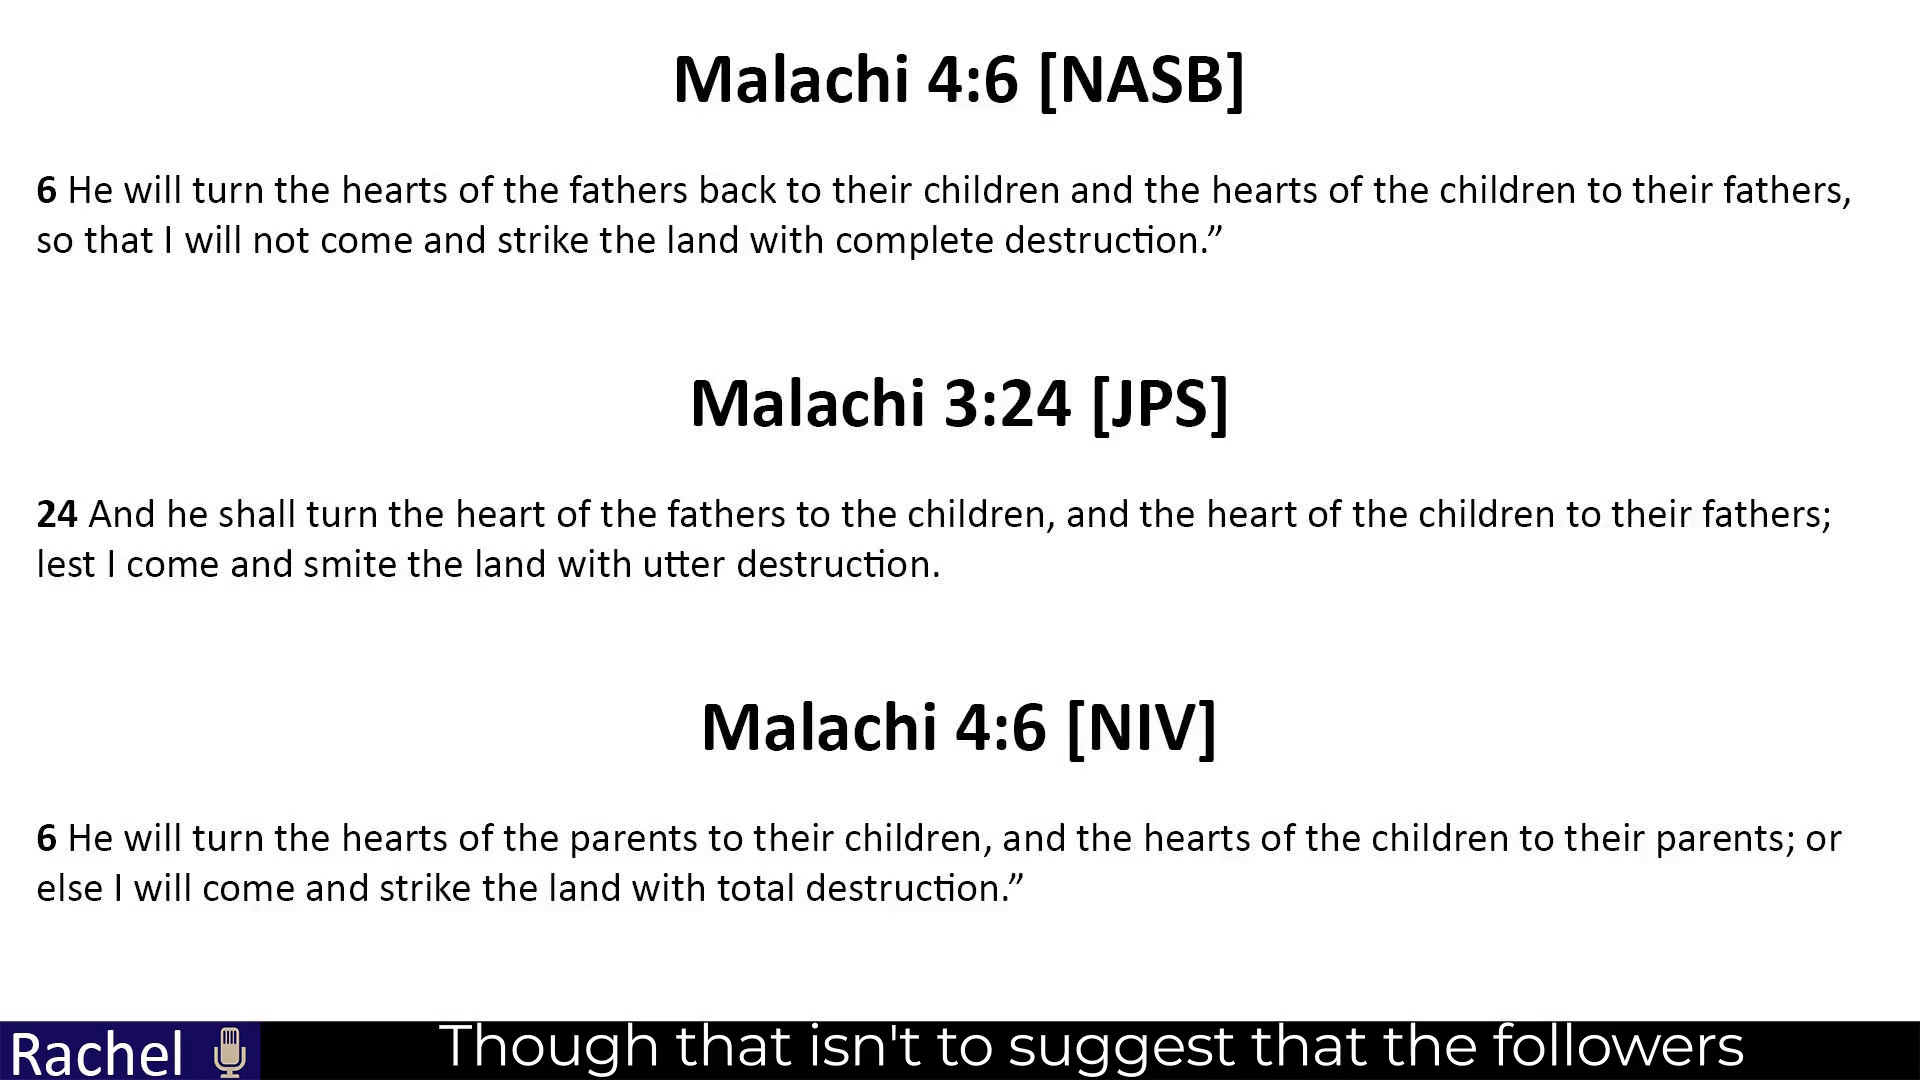 Malachi 4:6 [NASB]
6 He will turn the hearts of the fathers back to their children and the hearts of the children to their fathers,
so that I will not come and strike the land with complete destruction.”
Malachi 3:24 [JPS]
24 And he shall turn the heart of the fathers to the children, and the heart of the children to their fathers;
lest I come and smite the land with utter destruction.
Malachi 4:6 [NIV]
6 He will turn the hearts of the parents to their children, and the hearts of the children to their parents; or
else I will come and strike the land with total destruction.”
Rachel
Though that isn't to suggest that the followers